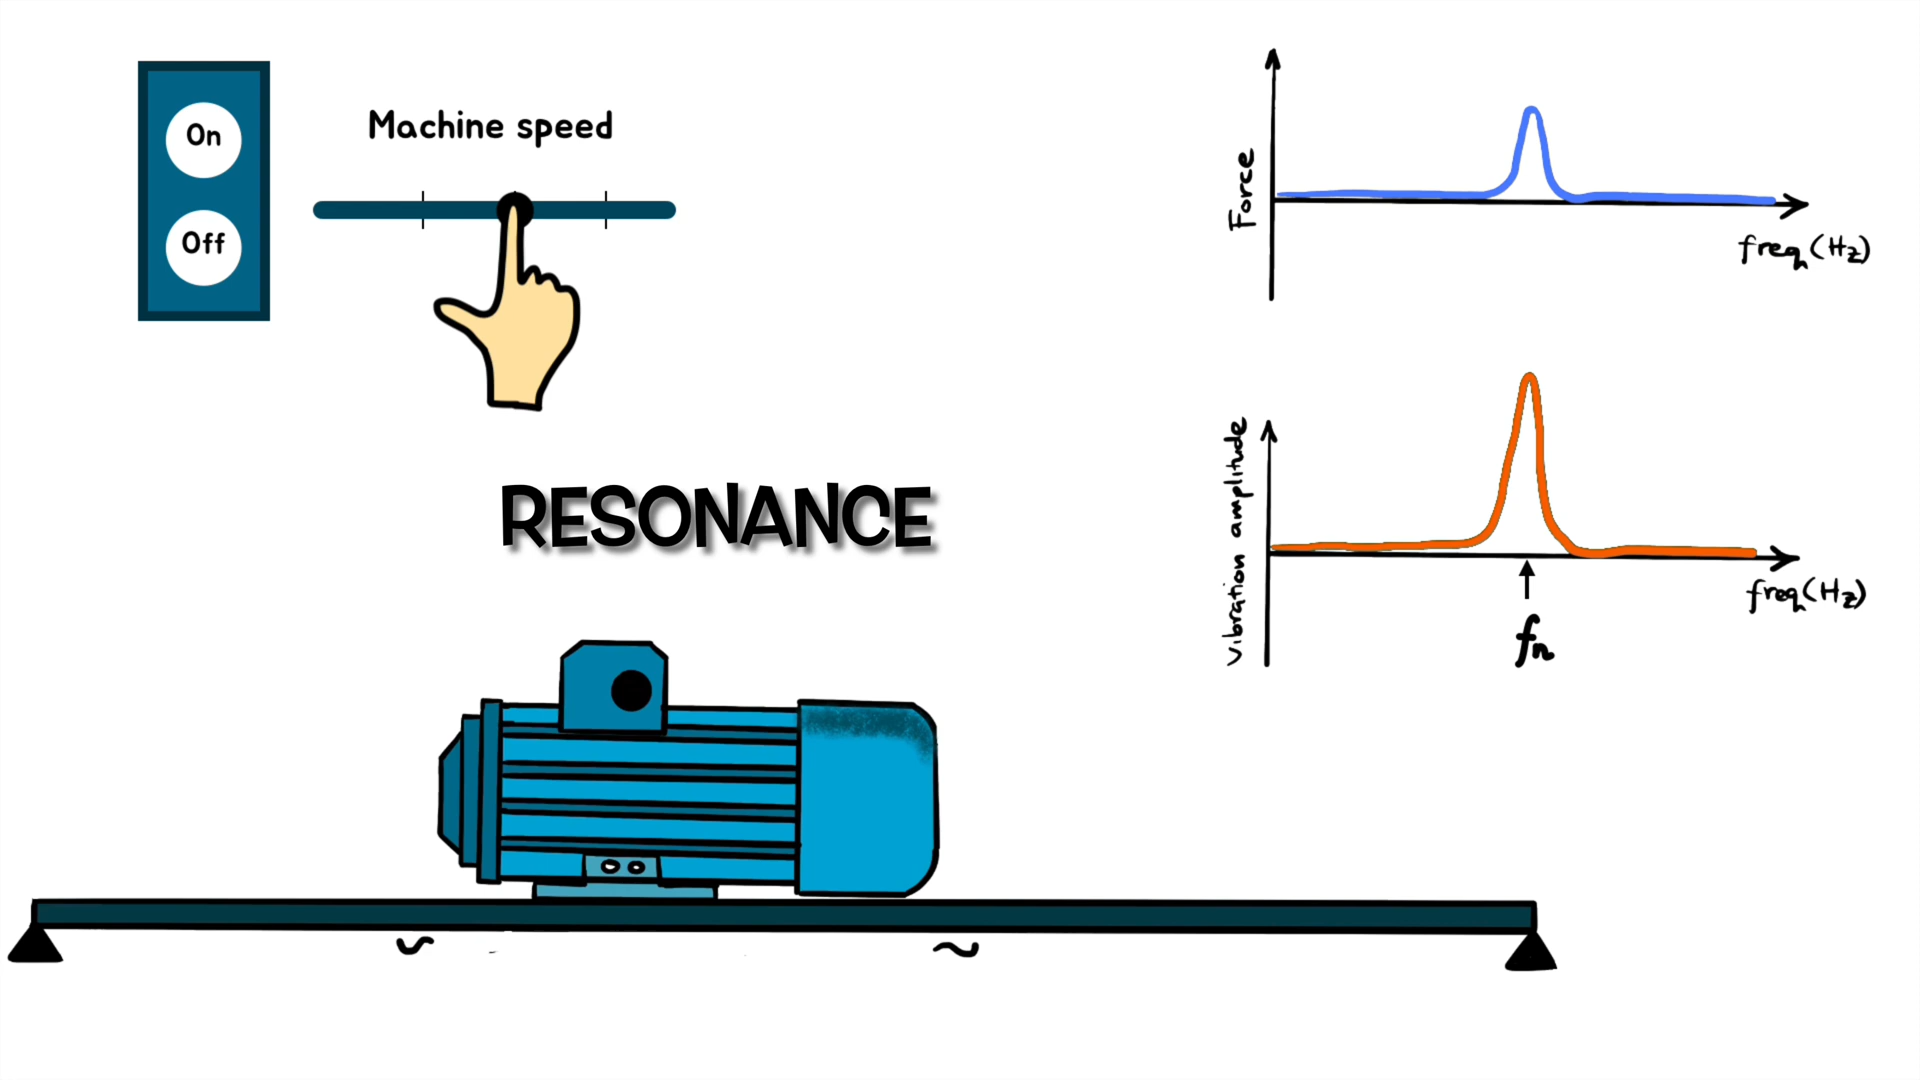 On
Off
Machine speed
Force
freq(Hz)
RESONANCE
Vibration amplitude
freq(Hz)
fn